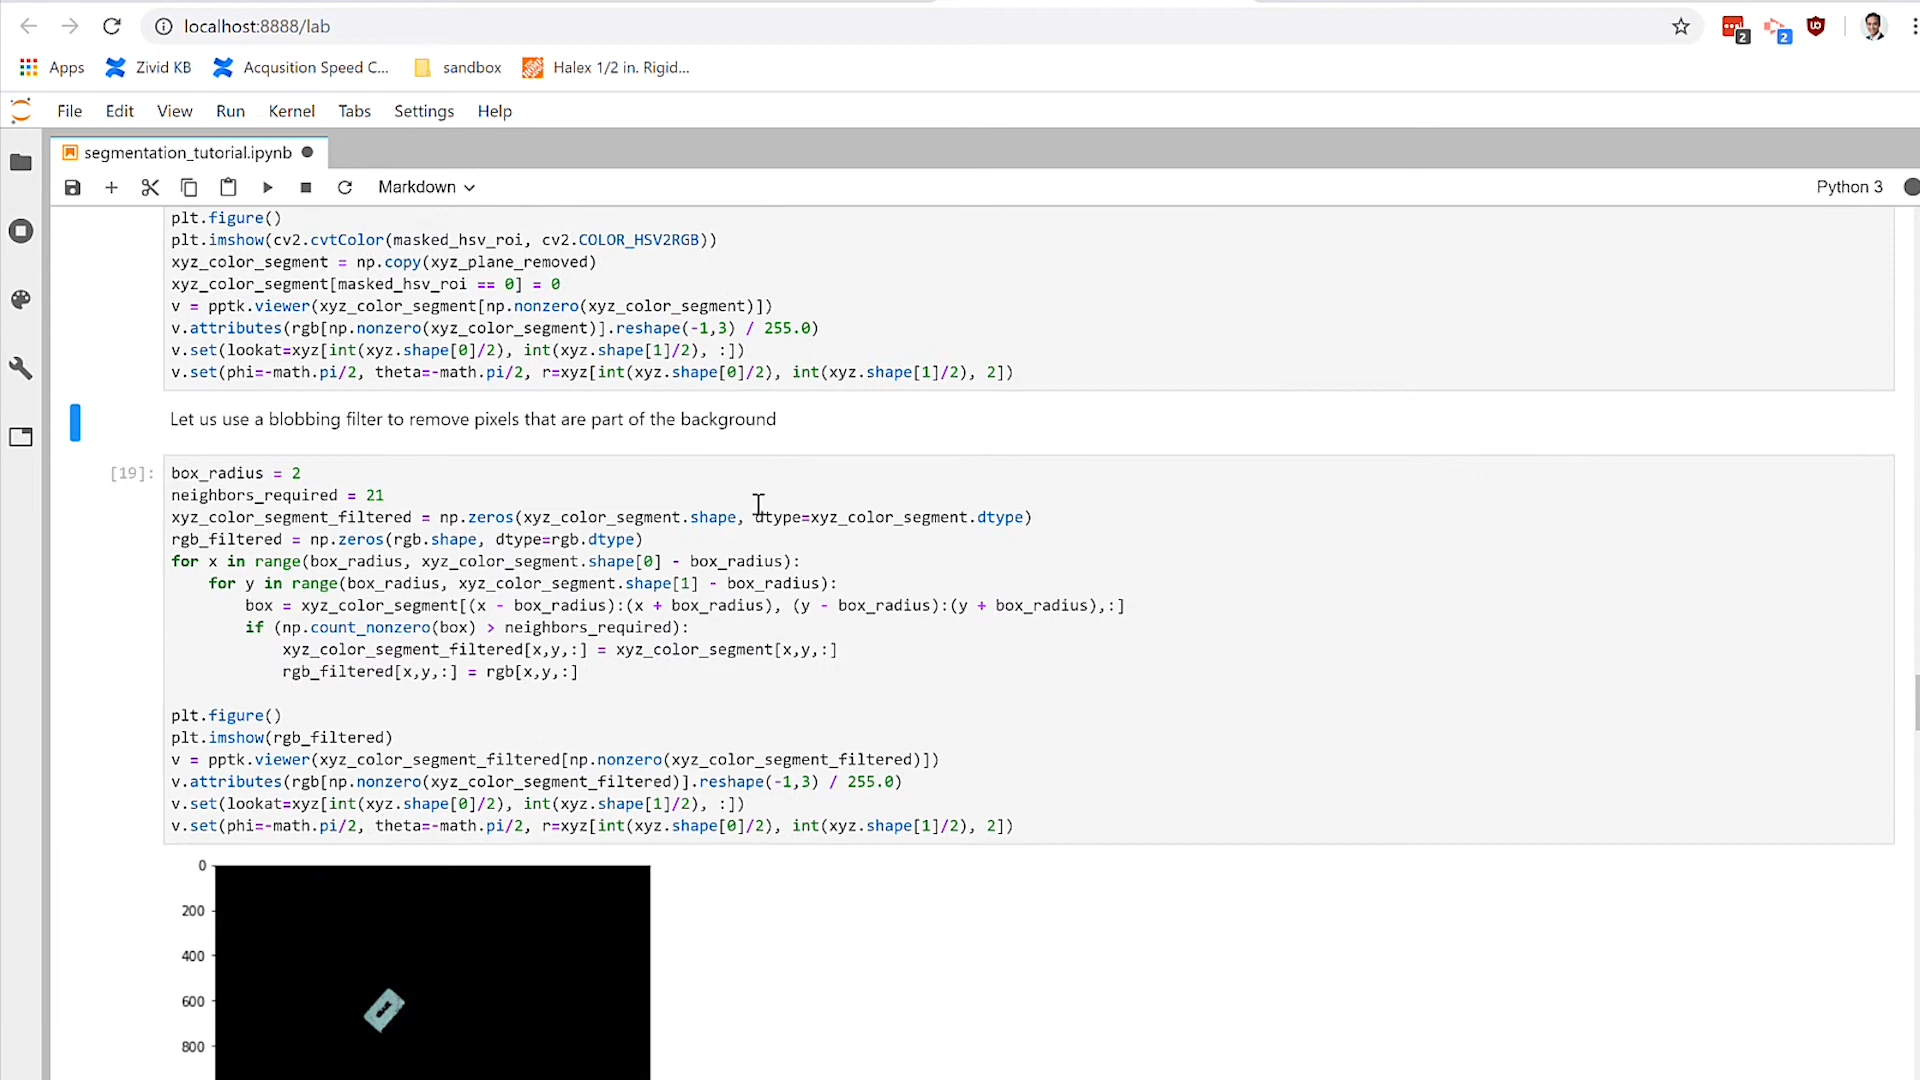 localhost:8888/lab
2
2
Apps
Zivid KB
Acqusition Speed C...
sandbox
Halex 1/2 in. Rigid...
File Edit View Run Kernel Tabs Settings Help
segmentation_tutorial.ipynb
Markdown
Python 3
plt.figure()
plt.imshow(cv2.cvtColor(masked_hsv_roi, cv2.COLOR_HSV2RGB))
xyz_color_segment = np.copy(xyz_plane_removed)
xyz_color_segment[masked_hsv_roi == 0] = 0
v = pptk.viewer(xyz_color_segment[np.nonzero(xyz_color_segment)])
v.attributes(rgb[np.nonzero(xyz_color_segment)].reshape(-1,3) / 255.0)
v.set(lookat=xyz[int(xyz.shape[0]/2), int(xyz.shape[1]/2), :])
v.set(phi=-math.pi/2, theta=-math.pi/2, r=xyz[int(xyz.shape[0]/2), int(xyz.shape[1]/2), 2])
Let us use a blobbing filter to remove pixels that are part of the background
[19]:
box_radius = 2
neighbors_required = 21
xyz_color_segment_filtered = np.zeros(xyz_color_segment.shape, dtype=xyz_color_segment.dtype)
rgb_filtered = np.zeros(rgb.shape, dtype=rgb.dtype)
for x in range(box_radius, xyz_color_segment.shape[0] - box_radius):
    for y in range(box_radius, xyz_color_segment.shape[1] - box_radius):
        box = xyz_color_segment[(x - box_radius):(x + box_radius), (y - box_radius):(y + box_radius),:]
        if (np.count_nonzero(box) > neighbors_required):
            xyz_color_segment_filtered[x,y,:] = xyz_color_segment[x,y,:]
            rgb_filtered[x,y,:] = rgb[x,y,:]
plt.figure()
plt.imshow(rgb_filtered)
v = pptk.viewer(xyz_color_segment_filtered[np.nonzero(xyz_color_segment_filtered)])
v.attributes(rgb[np.nonzero(xyz_color_segment_filtered)].reshape(-1,3) / 255.0)
v.set(lookat=xyz[int(xyz.shape[0]/2), int(xyz.shape[1]/2), :])
v.set(phi=-math.pi/2, theta=-math.pi/2, r=xyz[int(xyz.shape[0]/2), int(xyz.shape[1]/2), 2])
0
200
400
600
800